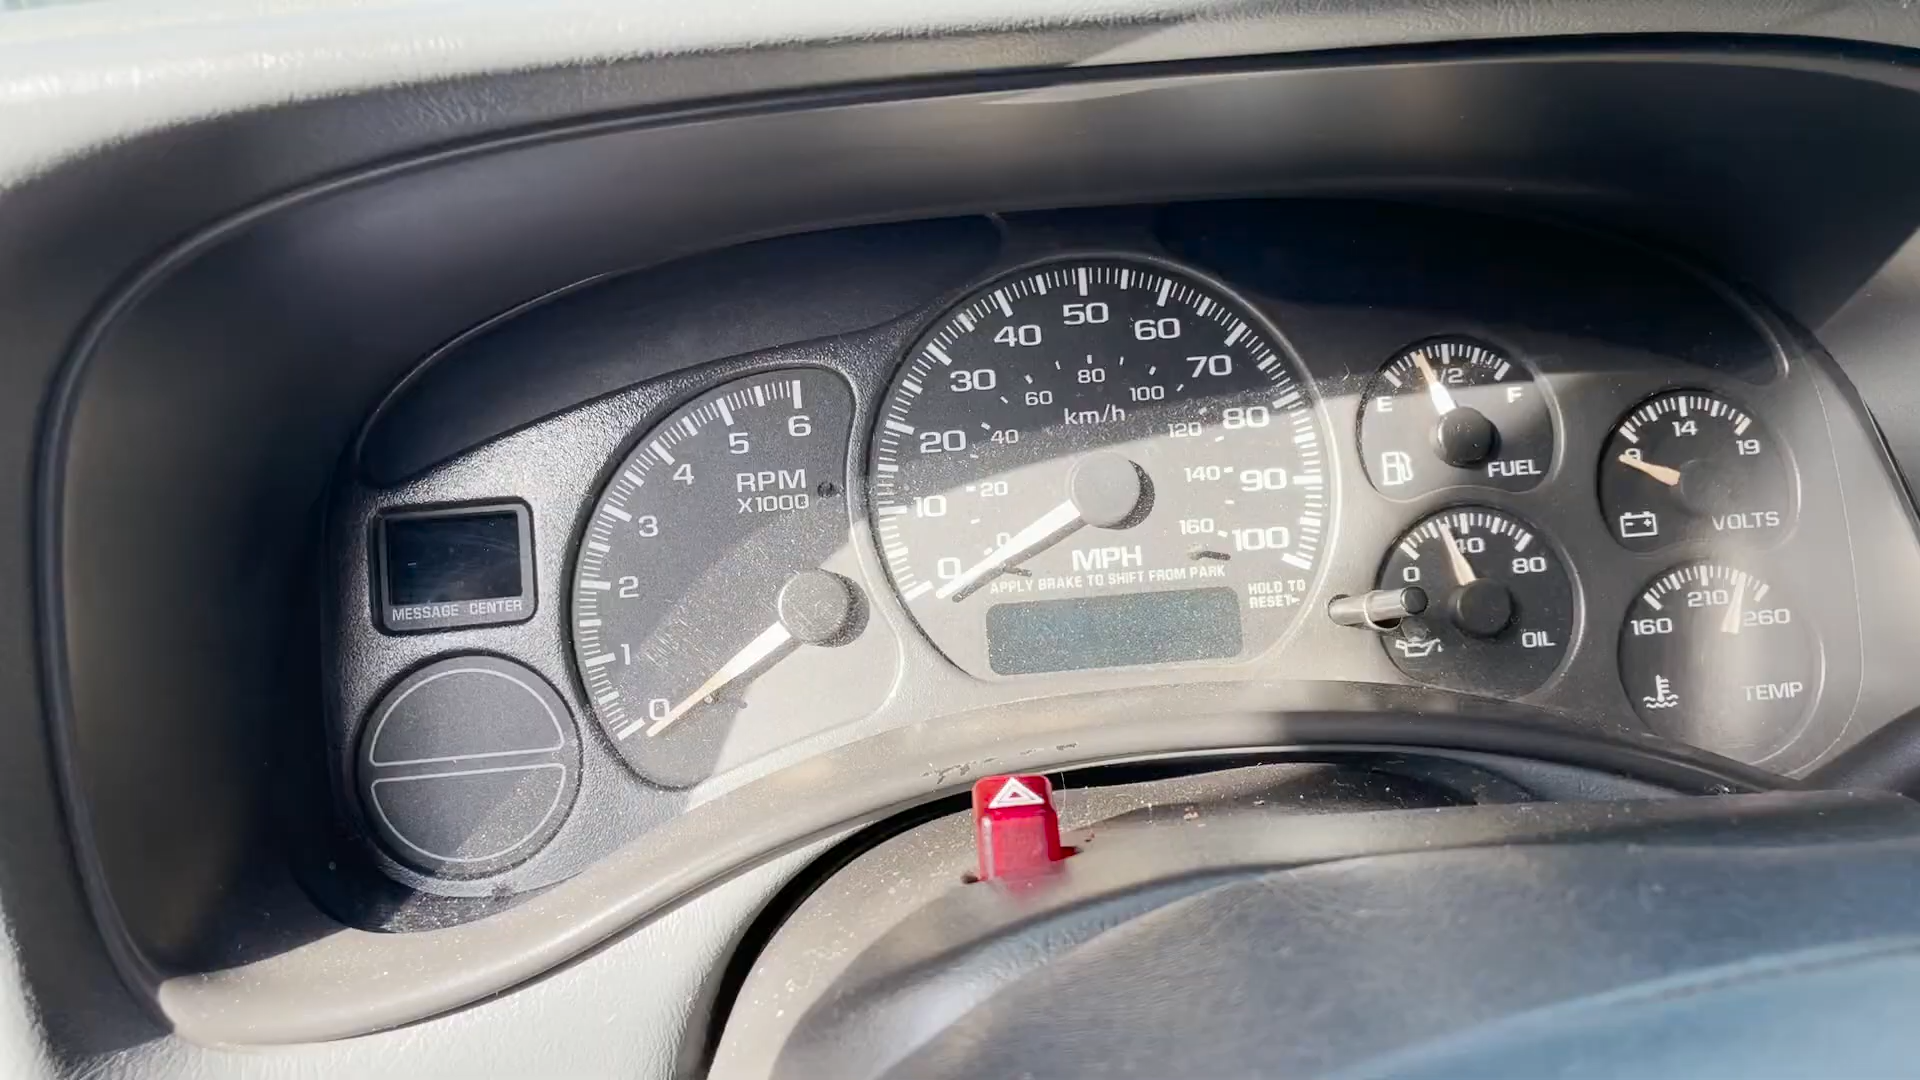 MESSAGE CENTER
0
1
2
3
4
5
6
RPM
X1000
0
10
20
30
40
50
60
70
80
90
100
0
20
40
60
80
100
120
140
160
km/h
MPH
APPLY BRAKE TO SHIFT FROM PARK
HOLD TO
RESET
E
1/2
F
FUEL
9
14
19
VOLTS
0
40
80
OIL
160
210
260
TEMP